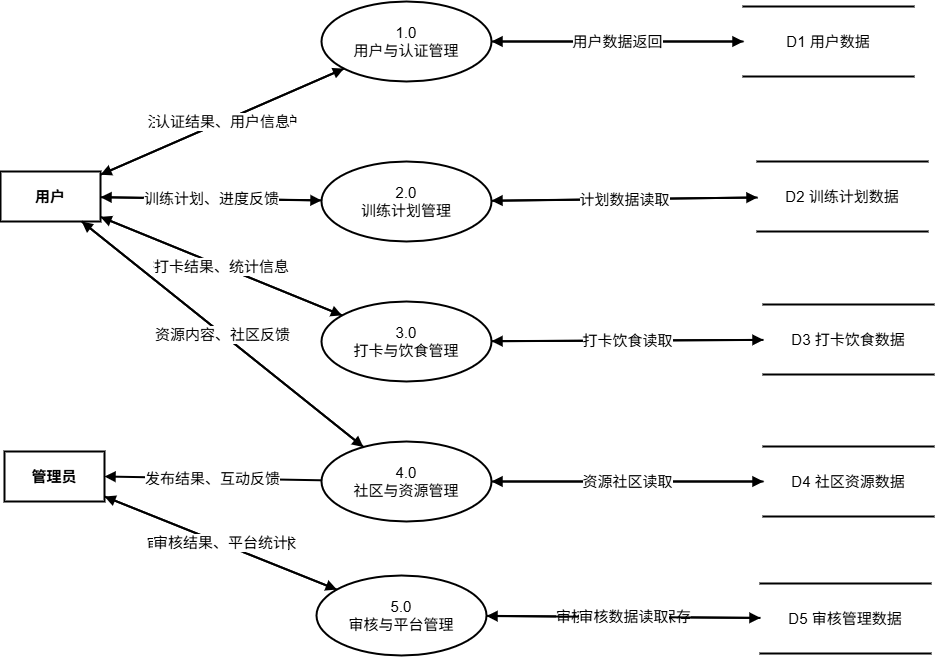 1.0
用户与认证管理
用户数据返回
D1 用户数据
认证结果、用户信息
用户
训练计划、进度反馈
2.0
训练计划管理
计划数据读取
D2 训练计划数据
打卡结果、统计信息
资源内容、社区反馈
3.0
打卡与饮食管理
打卡饮食读取
D3 打卡饮食数据
管理员
发布结果、互动反馈
4.0
社区与资源管理
资源社区读取
D4 社区资源数据
审核结果、平台统计
5.0
审核与平台管理
审核数据读取
D5 审核管理数据